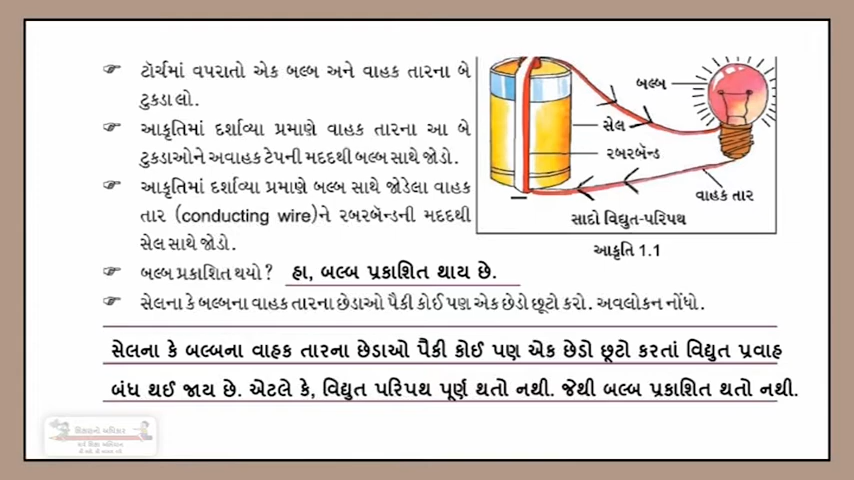 ☞ ટૉર્ચમાં વપરાતો એક બલ્બ અને વાહક તારના બે
ટુકડા લો.
☞ આકૃતિમાં દર્શાવ્યા પ્રમાણે વાહક તારના આ બે
ટુકડાઓને અવાહક ટેપની મદદથી બલ્બ સાથે જોડો.
☞ આકૃતિમાં દર્શાવ્યા પ્રમાણે બલ્બ સાથે જોડેલા વાહક
તાર (conducting wire)ને રબરબૅન્ડની મદદથી
સેલ સાથે જોડો.
બલ્બ
સેલ
રબરબૅન્ડ
વાહક તાર
સાદો વિદ્યુત-પરિપથ
આકૃતિ 1.1
☞ બલ્બ પ્રકાશિત થયો? હા, બલ્બ પ્રકાશિત થાય છે.
☞ સેલના કે બલ્બના વાહક તારના છેડાઓ પૈકી કોઈ પણ એક છેડો છૂટો કરો. અવલોકન નોંધો.
સેલના કે બલ્બના વાહક તારના છેડાઓ પૈકી કોઈ પણ એક છેડો છૂટો કરતાં વિદ્યુત પ્રવાહ
બંધ થઈ જાય છે. એટલે કે, વિદ્યુત પરિપથ પૂર્ણ થતો નથી. જેથી બલ્બ પ્રકાશિત થતો નથી.